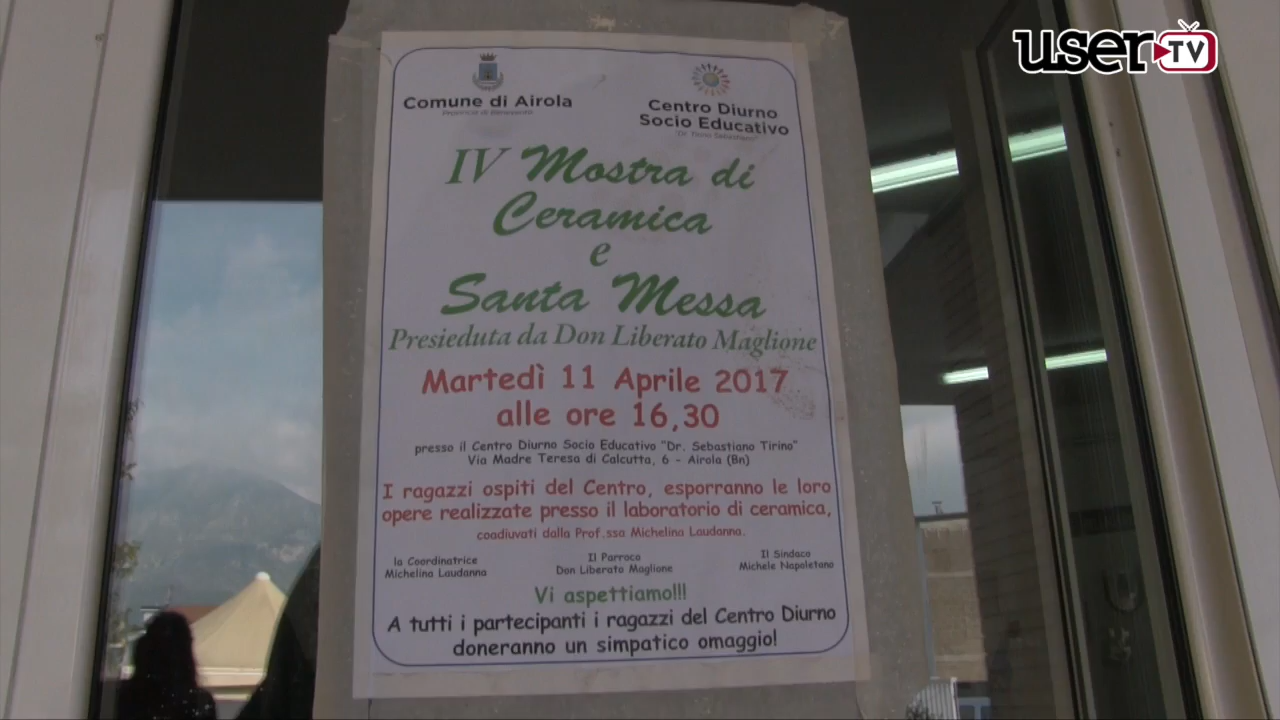 user TV
Comune di Airola
Provincia di Benevento
Centro Diurno
Socio Educativo
"Dr. Tirino Sebastiano"
IV Mostra di
Ceramica
e
Santa Messa
Presieduta da Don Liberato Maglione
Martedì 11 Aprile 2017
alle ore 16,30
presso il Centro Diurno Socio Educativo "Dr. Sebastiano Tirino"
Via Madre Teresa di Calcutta, 6 - Airola (Bn)
I ragazzi ospiti del Centro, esporranno le loro
opere realizzate presso il laboratorio di ceramica,
coadiuvati dalla Prof.ssa Michelina Laudanna.
la Coordinatrice
Michelina Laudanna
Il Parroco
Don Liberato Maglione
Il Sindaco
Michele Napoletano
Vi aspettiamo!!!
A tutti i partecipanti i ragazzi del Centro Diurno
doneranno un simpatico omaggio!